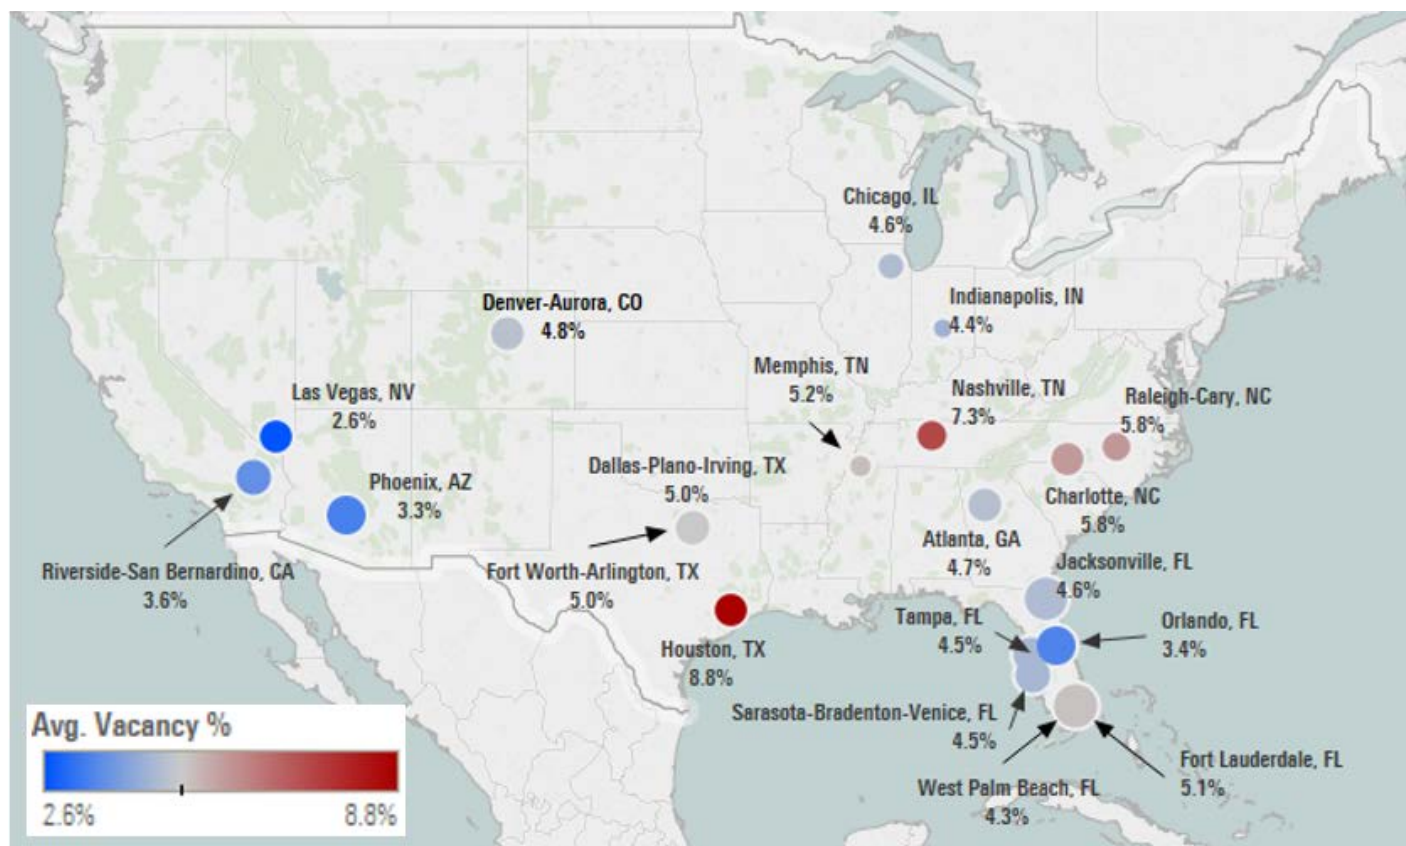 Chicago, IL
4.6%
Indianapolis, IN
4.4%
Denver-Aurora, CO
4.8%
Memphis, TN
5.2%
Nashville, TN
7.3%
Raleigh-Cary, NC
5.8%
Las Vegas, NV
2.6%
Phoenix, AZ
3.3%
Dallas-Plano-Irving, TX
5.0%
Charlotte, NC
5.8%
Atlanta, GA
4.7%
Riverside-San Bernardino, CA
3.6%
Fort Worth-Arlington, TX
5.0%
Jacksonville, FL
4.6%
Tampa, FL
4.5%
Orlando, FL
3.4%
Houston, TX
8.8%
Sarasota-Bradenton-Venice, FL
4.5%
Fort Lauderdale, FL
5.1%
West Palm Beach, FL
4.3%
Avg. Vacancy %
2.6%
8.8%